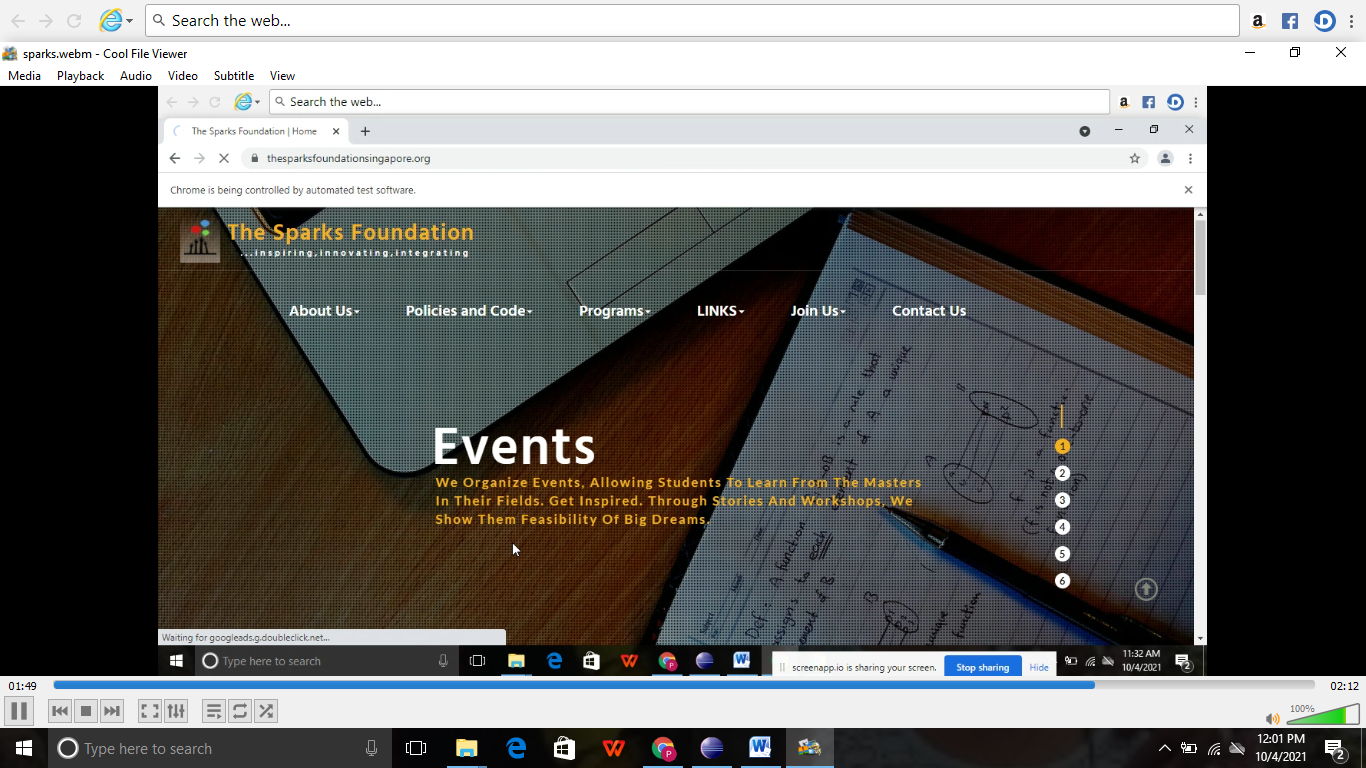 Search the web...
sparks.webm - Cool File Viewer
Media Playback Audio Video Subtitle View
Search the web...
The Sparks Foundation | Home
thesparksfoundationsingapore.org
Chrome is being controlled by automated test software.
The Sparks Foundation
...inspiring,innovating,integrating
About Us Policies and Code Programs LINKS Join Us Contact Us
Events
We Organize Events, Allowing Students To Learn From The Masters
In Their Fields. Get Inspired. Through Stories And Workshops, We
Show Them Feasibility Of Big Dreams.
1
2
3
4
5
6
Waiting for googleads.g.doubleclick.net...
Type here to search
screenapp.io is sharing your screen. Stop sharing Hide
11:32 AM
10/4/2021
2
01:49 02:12
100%
Type here to search
12:01 PM
10/4/2021
2